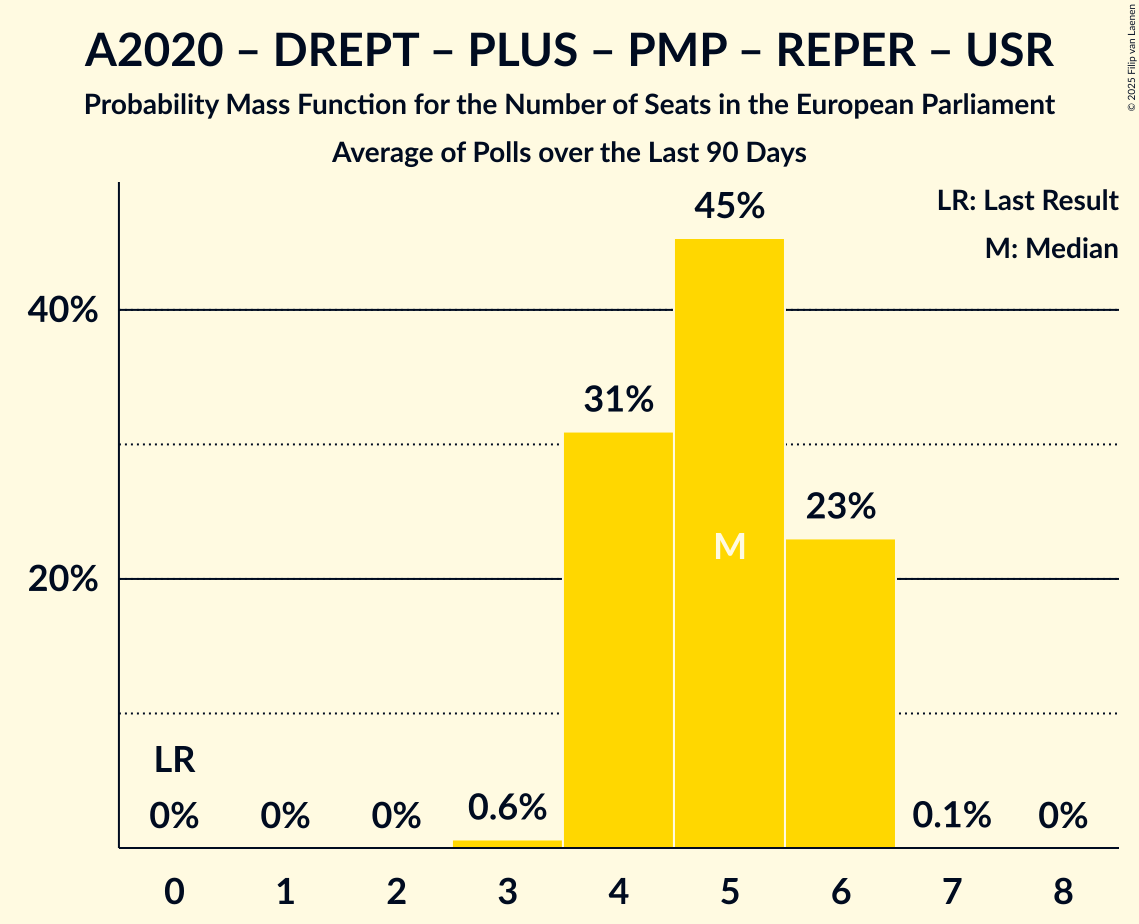 A2020 – DREPT – PLUS – PMP – REPER – USR
Probability Mass Function for the Number of Seats in the European Parliament
Average of Polls over the Last 90 Days
© 2025 Filip van Laenen
LR: Last Result
M: Median
45%
40%
31%
23%
M
20%
LR
0%
0%
0%
0.6%
0.1%
0%
0 1 2 3 4 5 6 7 8